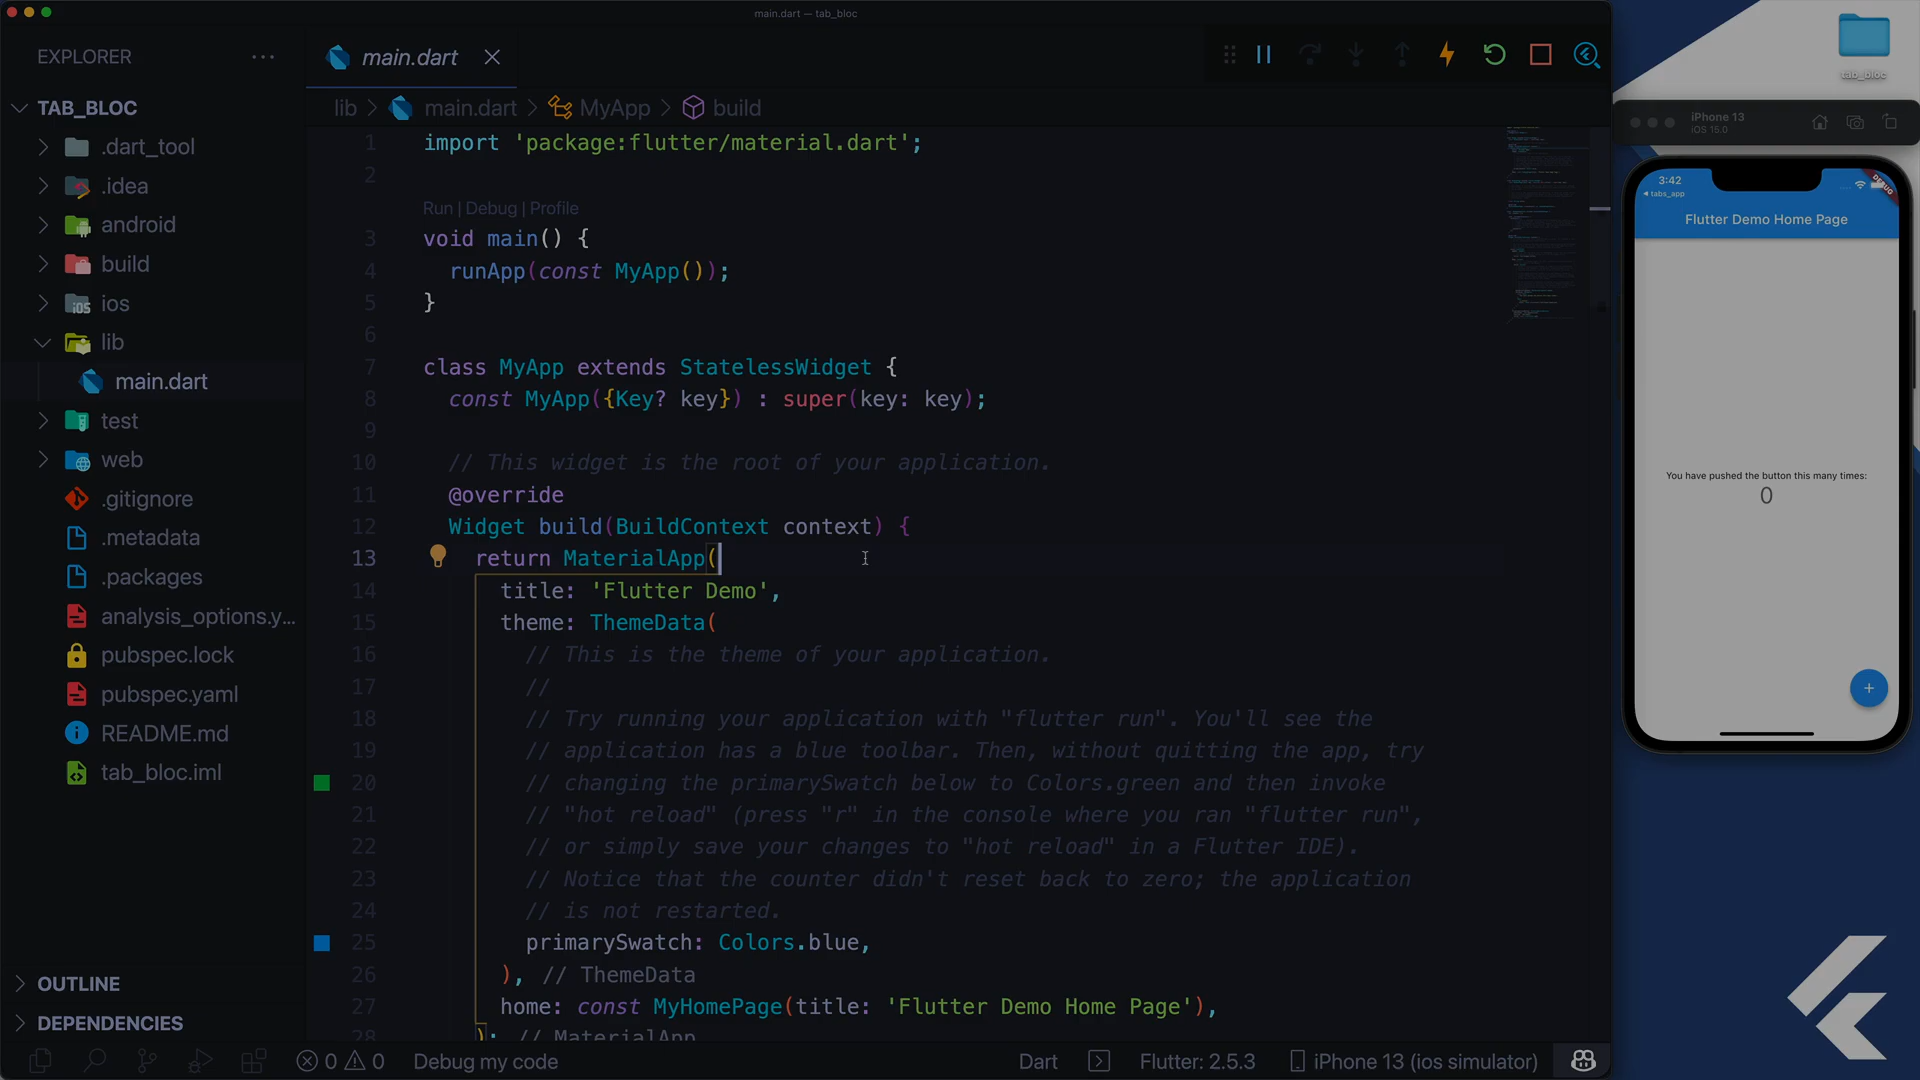 main.dart — tab_bloc
EXPLORER
TAB_BLOC
.dart_tool
.idea
android
build
ios
lib
main.dart
test
web
.gitignore
.metadata
.packages
analysis_options.y...
pubspec.lock
pubspec.yaml
README.md
tab_bloc.iml
OUTLINE
DEPENDENCIES
main.dart
lib > main.dart > MyApp > build
1 import 'package:flutter/material.dart';
2
Run | Debug | Profile
3 void main() {
4 runApp(const MyApp());
5 }
6
7 class MyApp extends StatelessWidget {
8 const MyApp({Key? key}) : super(key: key);
9
10 // This widget is the root of your application.
11 @override
12 Widget build(BuildContext context) {
13 return MaterialApp(
14 title: 'Flutter Demo',
15 theme: ThemeData(
16 // This is the theme of your application.
17 //
18 // Try running your application with "flutter run". You'll see the
19 // application has a blue toolbar. Then, without quitting the app, try
20 // changing the primarySwatch below to Colors.green and then invoke
21 // "hot reload" (press "r" in the console where you ran "flutter run",
22 // or simply save your changes to "hot reload" in a Flutter IDE).
23 // Notice that the counter didn't reset back to zero; the application
24 // is not restarted.
25 primarySwatch: Colors.blue,
26 ), // ThemeData
27 home: const MyHomePage(title: 'Flutter Demo Home Page'),
28 ); // MaterialApp
0 0 Debug my code
Dart Flutter: 2.5.3 iPhone 13 (ios simulator)
tab_bloc
iPhone 13
iOS 15.0
3:42
tabs_app
DEBUG
Flutter Demo Home Page
You have pushed the button this many times:
0
+